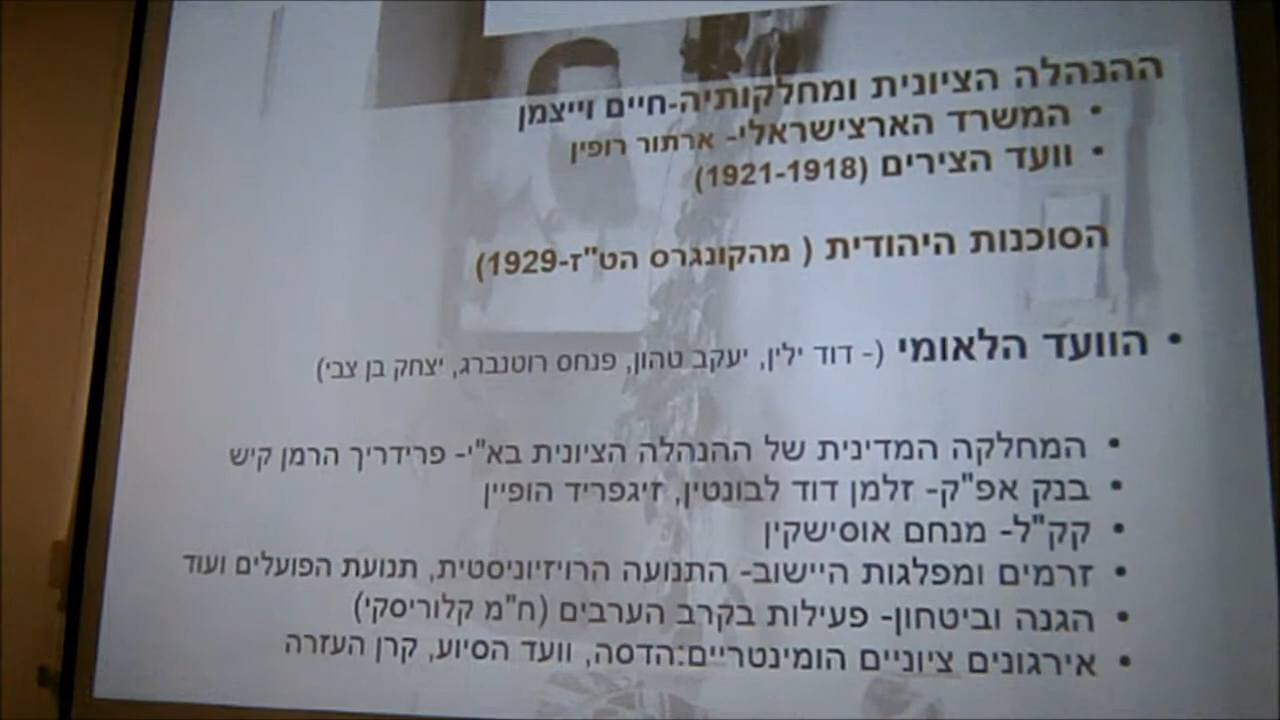 ההנהלה הציונית ומחלקותיה-חיים וייצמן
• המשרד הארצישראלי- ארתור רופין
• וועד הצירים (1921-1918)
הסוכנות היהודית ( מהקונגרס הט"ז-1929)
• הוועד הלאומי (- דוד ילין, יעקב טהון, פנחס רוטנברג, יצחק בן צבי)
• המחלקה המדינית של ההנהלה הציונית בא"י- פרידריך הרמן קיש
• בנק אפ"ק- זלמן דוד לבונטין, זיגפריד הופיין
• קק"ל- מנחם אוסישקין
• זרמים ומפלגות היישוב- התנועה הרויזיוניסטית, תנועת הפועלים ועוד
• הגנה וביטחון- פעילות בקרב הערבים (ח"מ קלוריסקי)
• אירגונים ציוניים הומינטריים:הדסה, וועד הסיוע, קרן העזרה